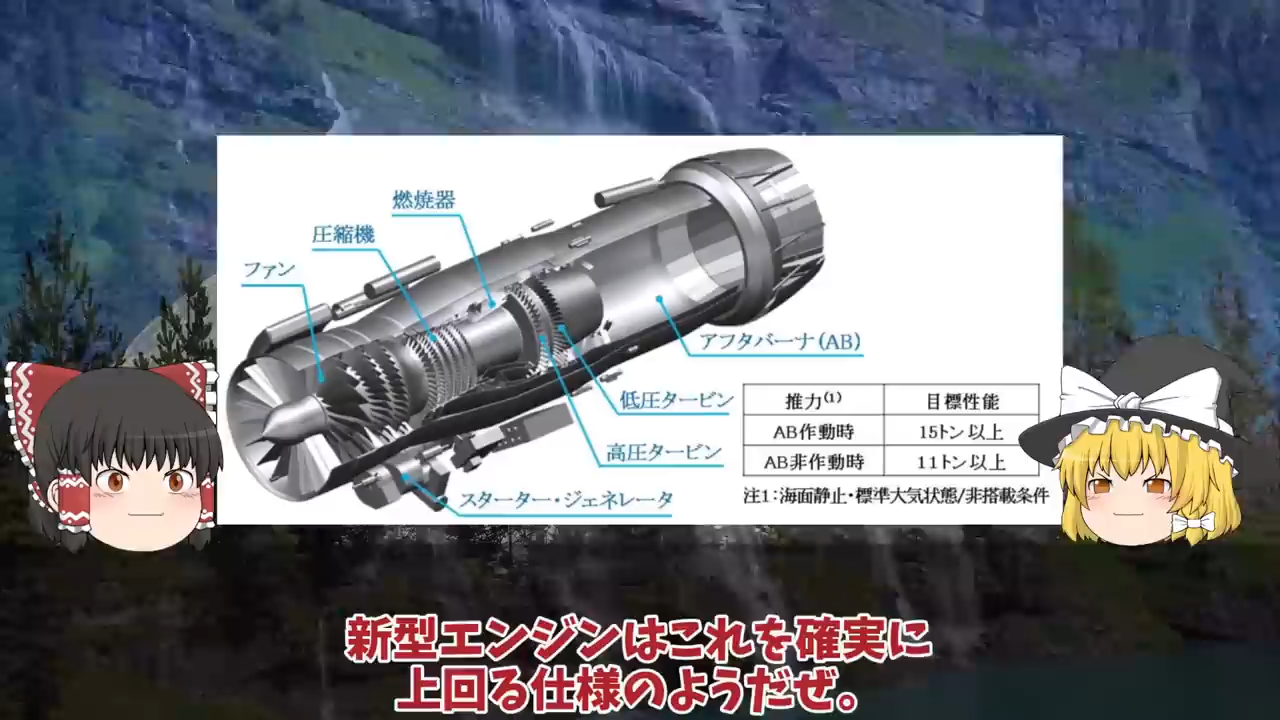 燃焼器
圧縮機
ファン
アフタバーナ(AB)
低圧タービン
高圧タービン
スターター・ジェネレータ
推力(1) 目標性能
AB作動時 15トン以上
AB非作動時 11トン以上
注1:海面静止・標準大気状態/非搭載条件
新型エンジンはこれを確実に
上回る仕様のようだぜ。